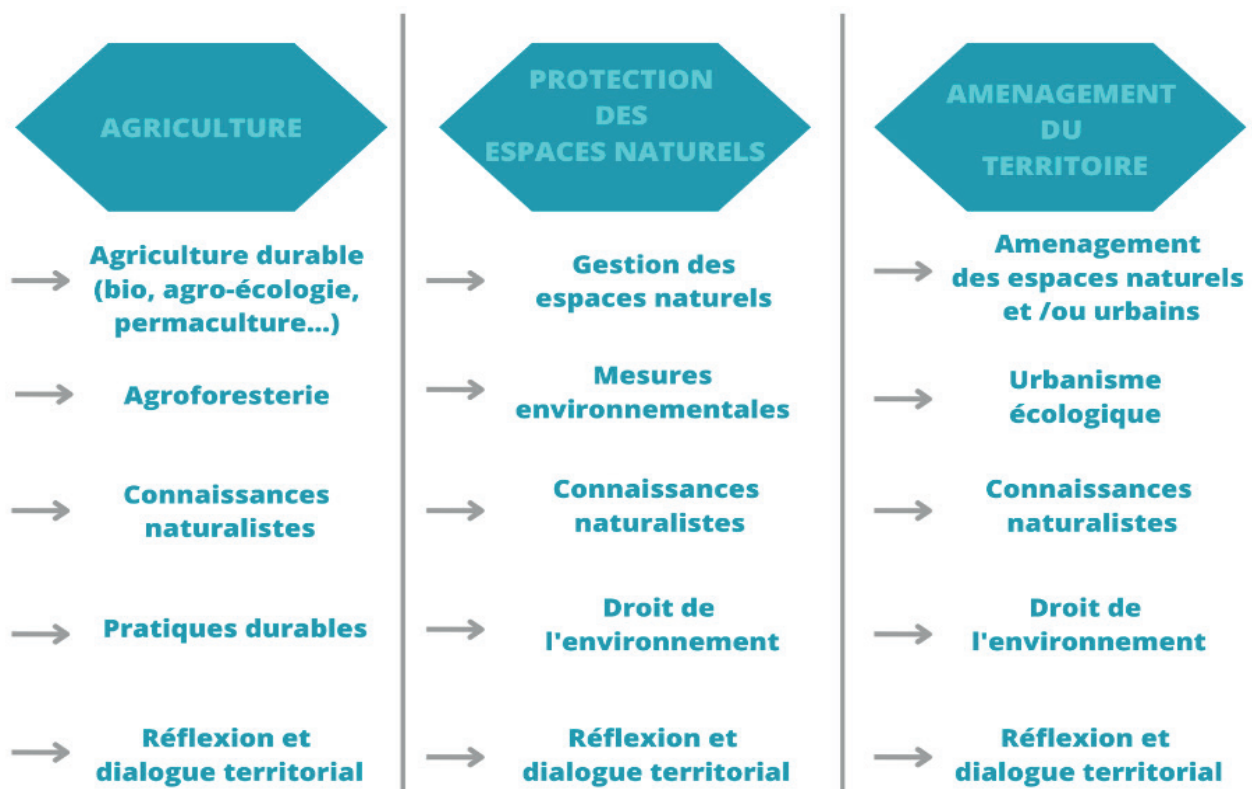 AGRICULTURE
Agriculture durable
(bio, agro-écologie,
permaculture...)
Agroforesterie
Connaissances
naturalistes
Pratiques durables
Réflexion et
dialogue territorial
PROTECTION
DES
ESPACES NATURELS
Gestion des
espaces naturels
Mesures
environnementales
Connaissances
naturalistes
Droit de
l'environnement
Réflexion et
dialogue territorial
AMENAGEMENT
DU
TERRITOIRE
Amenagement
des espaces naturels
et /ou urbains
Urbanisme
écologique
Connaissances
naturalistes
Droit de
l'environnement
Réflexion et
dialogue territorial